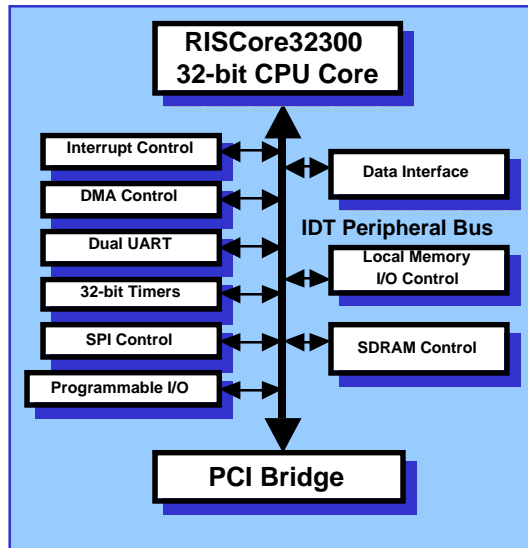 RISCore32300
32-bit CPU Core
Interrupt Control
DMA Control
Dual UART
32-bit Timers
SPI Control
Programmable I/O
Data Interface
IDT Peripheral Bus
Local Memory
I/O Control
SDRAM Control
PCI Bridge